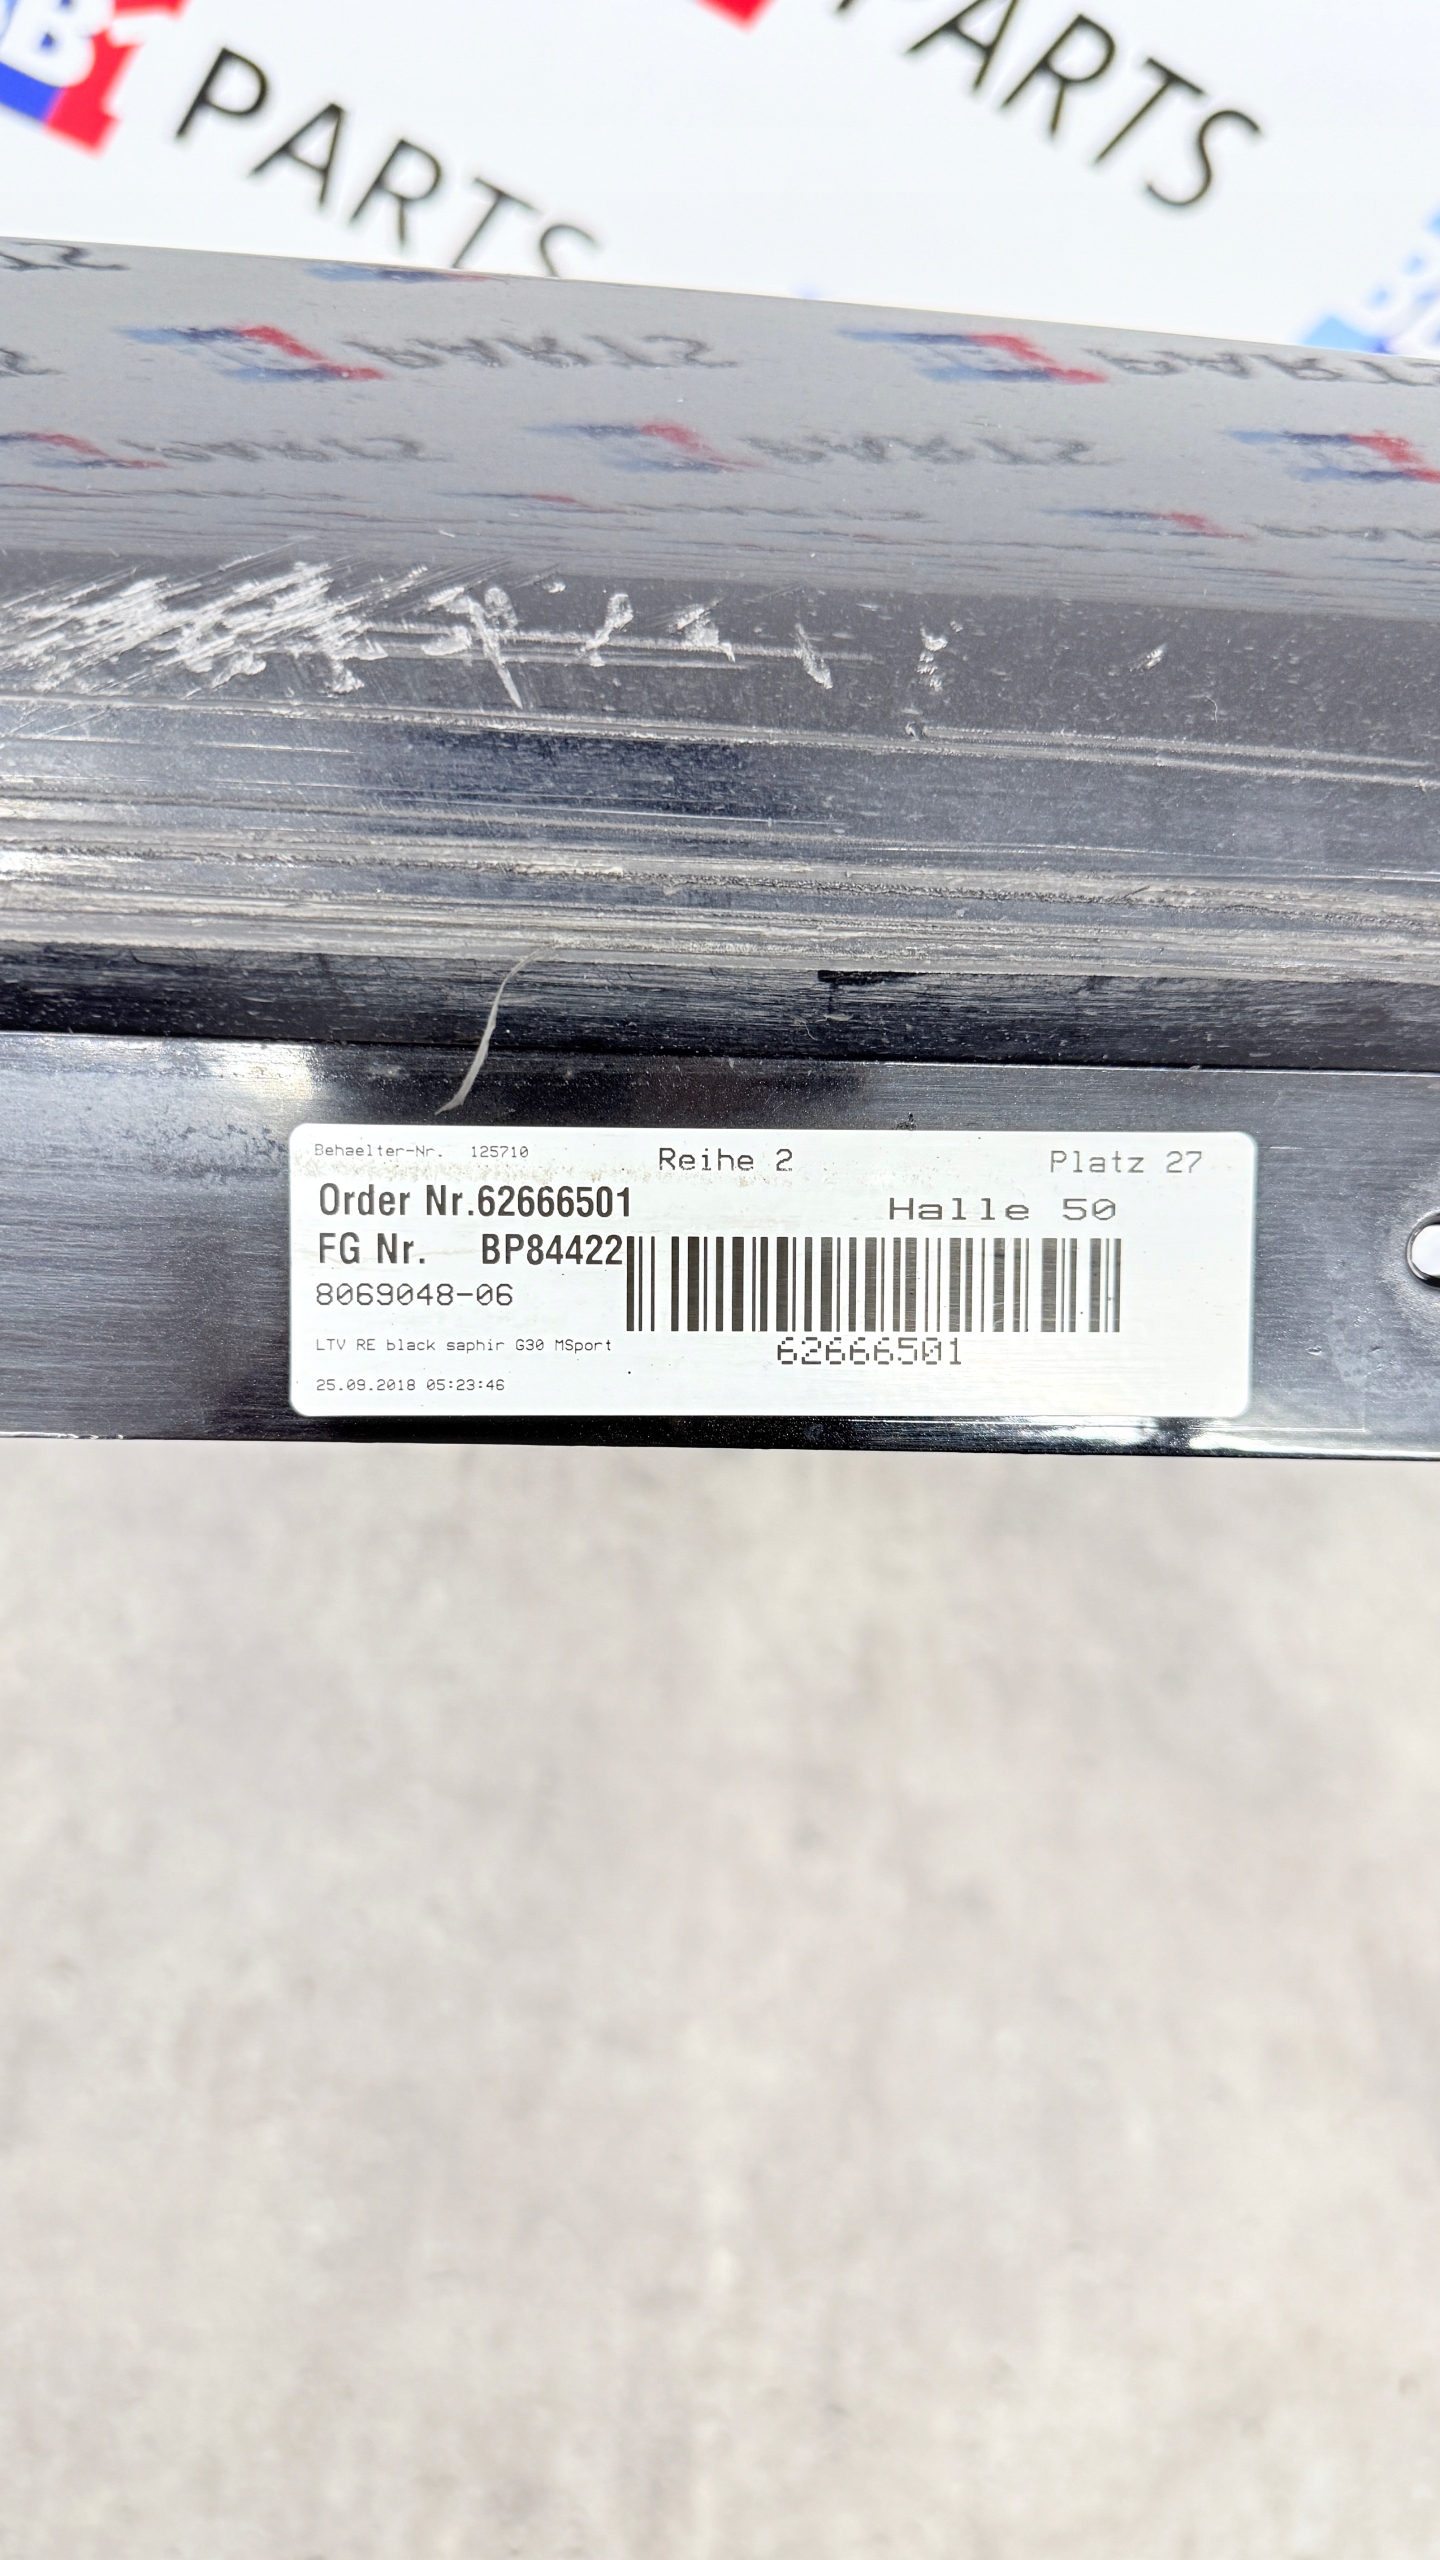 PARTS
PARTS
Behaelter-Nr. 125710 Reihe 2 Platz 27
Order Nr.62666501 Halle 50
FG Nr. BP84422
8069048-06
LTV RE black saphir G30 MSport
62666501
25.09.2018 05:23:46